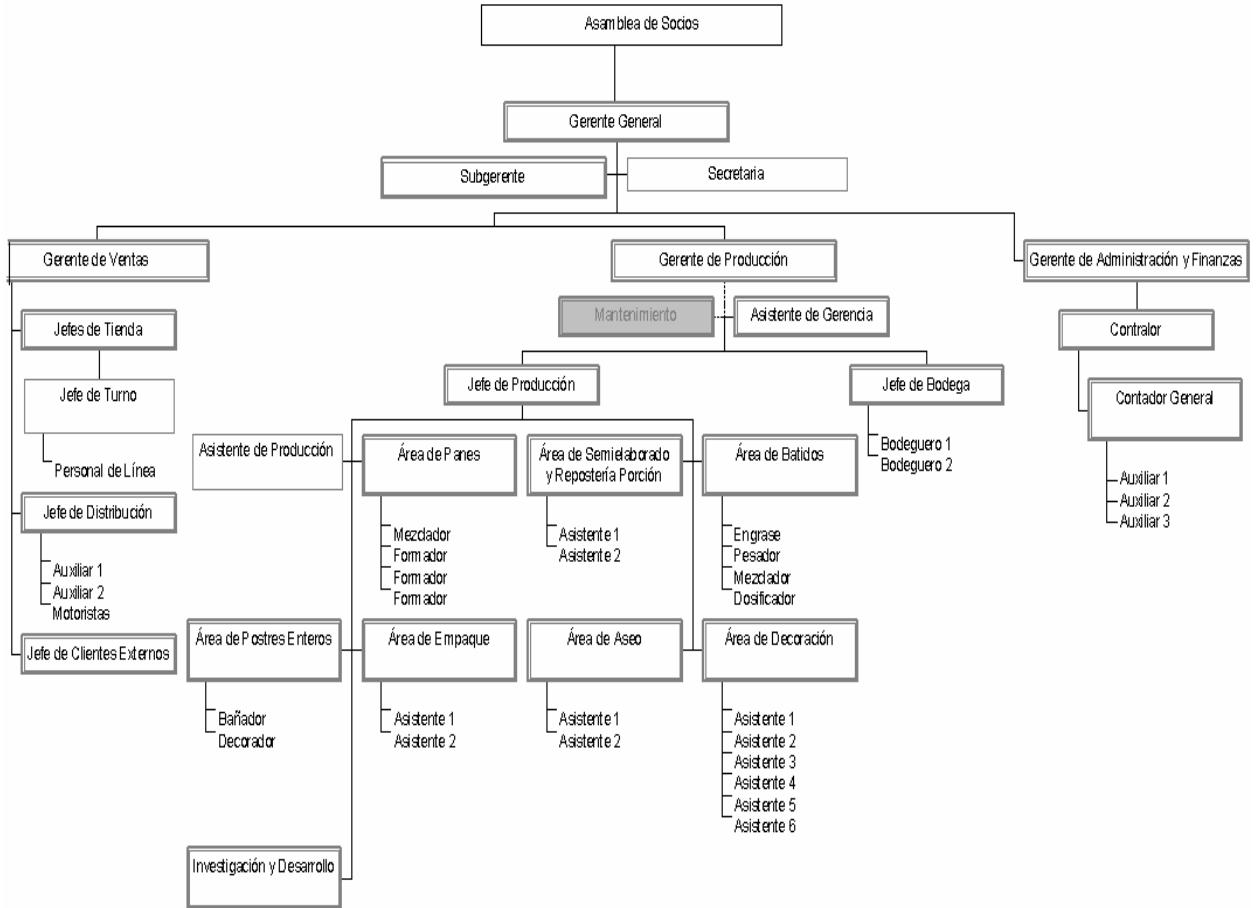 Asamblea de Socios
Gerente General
Subgerente
Secretaria
Gerente de Ventas
Gerente de Producción
Gerente de Administración y Finanzas
Mantenimiento
Asistente de Gerencia
Jefes de Tienda
Contralor
Jefe de Turno
Jefe de Producción
Jefe de Bodega
Contador General
Personal de Línea
Asistente de Producción
Área de Panes
Área de Semielaborado
y Repostería Porción
Área de Batidos
Bodeguero 1
Bodeguero 2
Auxiliar 1
Auxiliar 2
Auxiliar 3
Jefe de Distribución
Auxiliar 1
Auxiliar 2
Motoristas
Mezclador
Formador
Formador
Formador
Asistente 1
Asistente 2
Engrase
Pesador
Mezclador
Dosificador
Jefe de Clientes Externos
Área de Postres Enteros
Área de Empaque
Área de Aseo
Área de Decoración
Bañador
Decorador
Asistente 1
Asistente 2
Asistente 1
Asistente 2
Asistente 1
Asistente 2
Asistente 3
Asistente 4
Asistente 5
Asistente 6
Investigación y Desarrollo